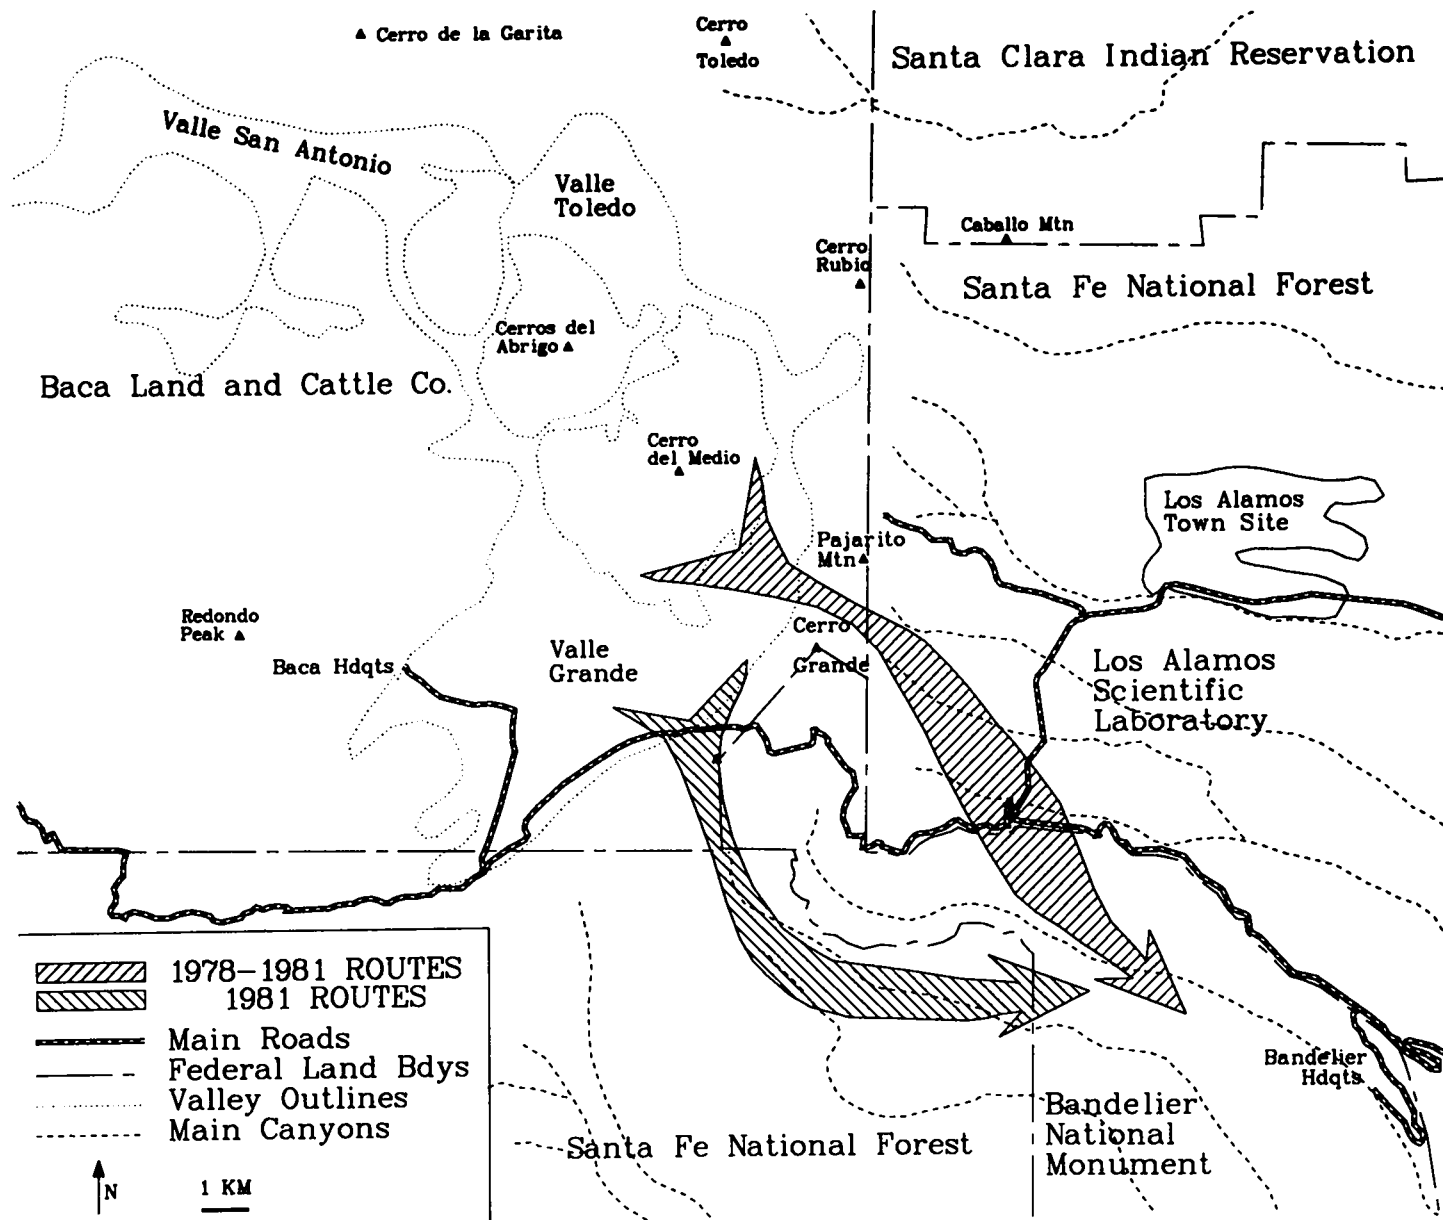 Cerro de la Garita
Cerro
Toledo
Santa Clara Indian Reservation
Valle San Antonio
Valle
Toledo
Caballo Mtn
Cerro
Rubio
Santa Fe National Forest
Cerros del
Abrigo
Baca Land and Cattle Co.
Cerro
del Medio
Los Alamos
Town Site
Pajarito
Mtn
Redondo
Peak
Baca Hdqts
Valle
Grande
Cerro
Grande
Los Alamos
Scientific
Laboratory
1978-1981 ROUTES
1981 ROUTES
Main Roads
Federal Land Bdys
Valley Outlines
Main Canyons
N
1 KM
Santa Fe National Forest
Bandelier
Hdqts
Bandelier
National
Monument